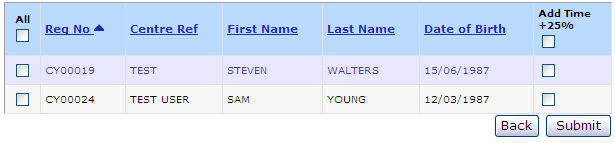 All Reg No Centre Ref First Name Last Name Date of Birth Add Time +25%
CY00019 TEST STEVEN WALTERS 15/06/1987
CY00024 TEST USER SAM YOUNG 12/03/1987
Back Submit